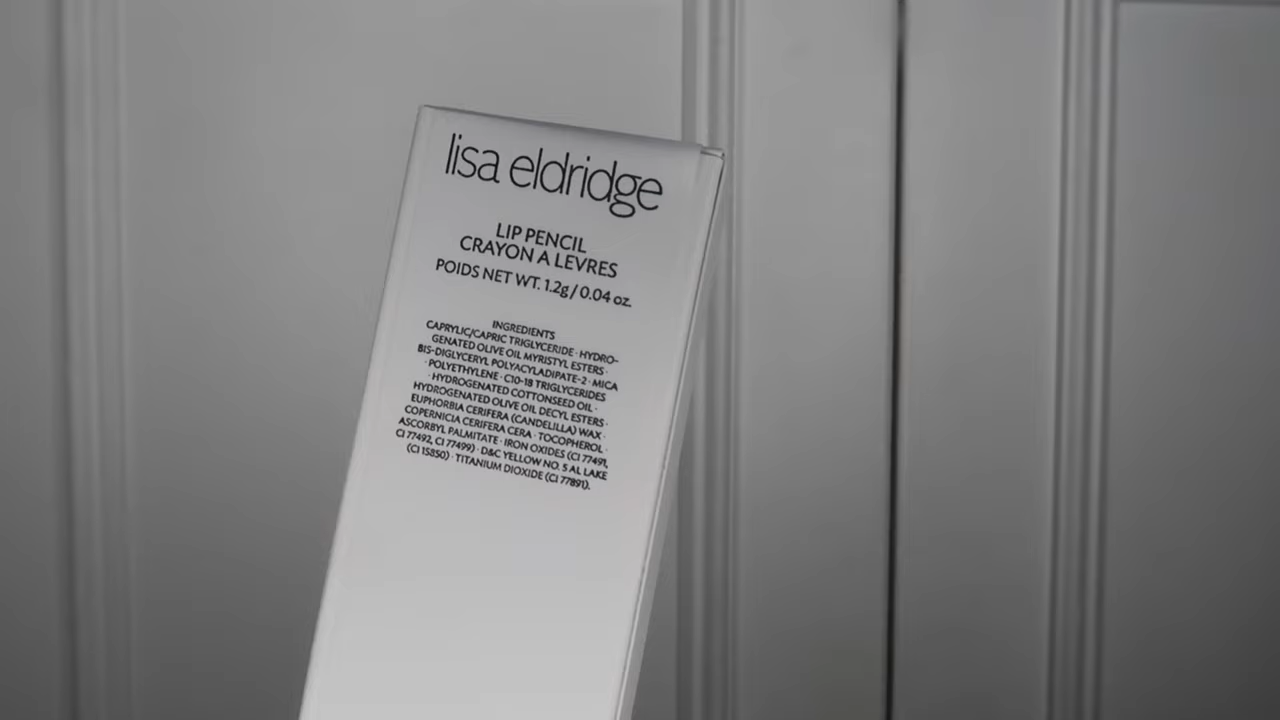 lisa eldridge
LIP PENCIL
CRAYON A LEVRES
POIDS NET WT. 1.2g / 0.04 oz.
INGREDIENTS
CAPRYLIC/CAPRIC TRIGLYCERIDE · HYDRO-
GENATED OLIVE OIL MYRISTYL ESTERS ·
BIS-DIGLYCERYL POLYACYLADIPATE-2 · MICA
· POLYETHYLENE · C10-18 TRIGLYCERIDES
· HYDROGENATED COTTONSEED OIL ·
HYDROGENATED OLIVE OIL DECYL ESTERS ·
EUPHORBIA CERIFERA (CANDELILLA) WAX ·
COPERNICIA CERIFERA CERA · TOCOPHEROL ·
ASCORBYL PALMITATE · IRON OXIDES (CI 77491,
CI 77492, CI 77499) · D&C YELLOW NO. 5 AL LAKE
(CI 15850) · TITANIUM DIOXIDE (CI 77891).